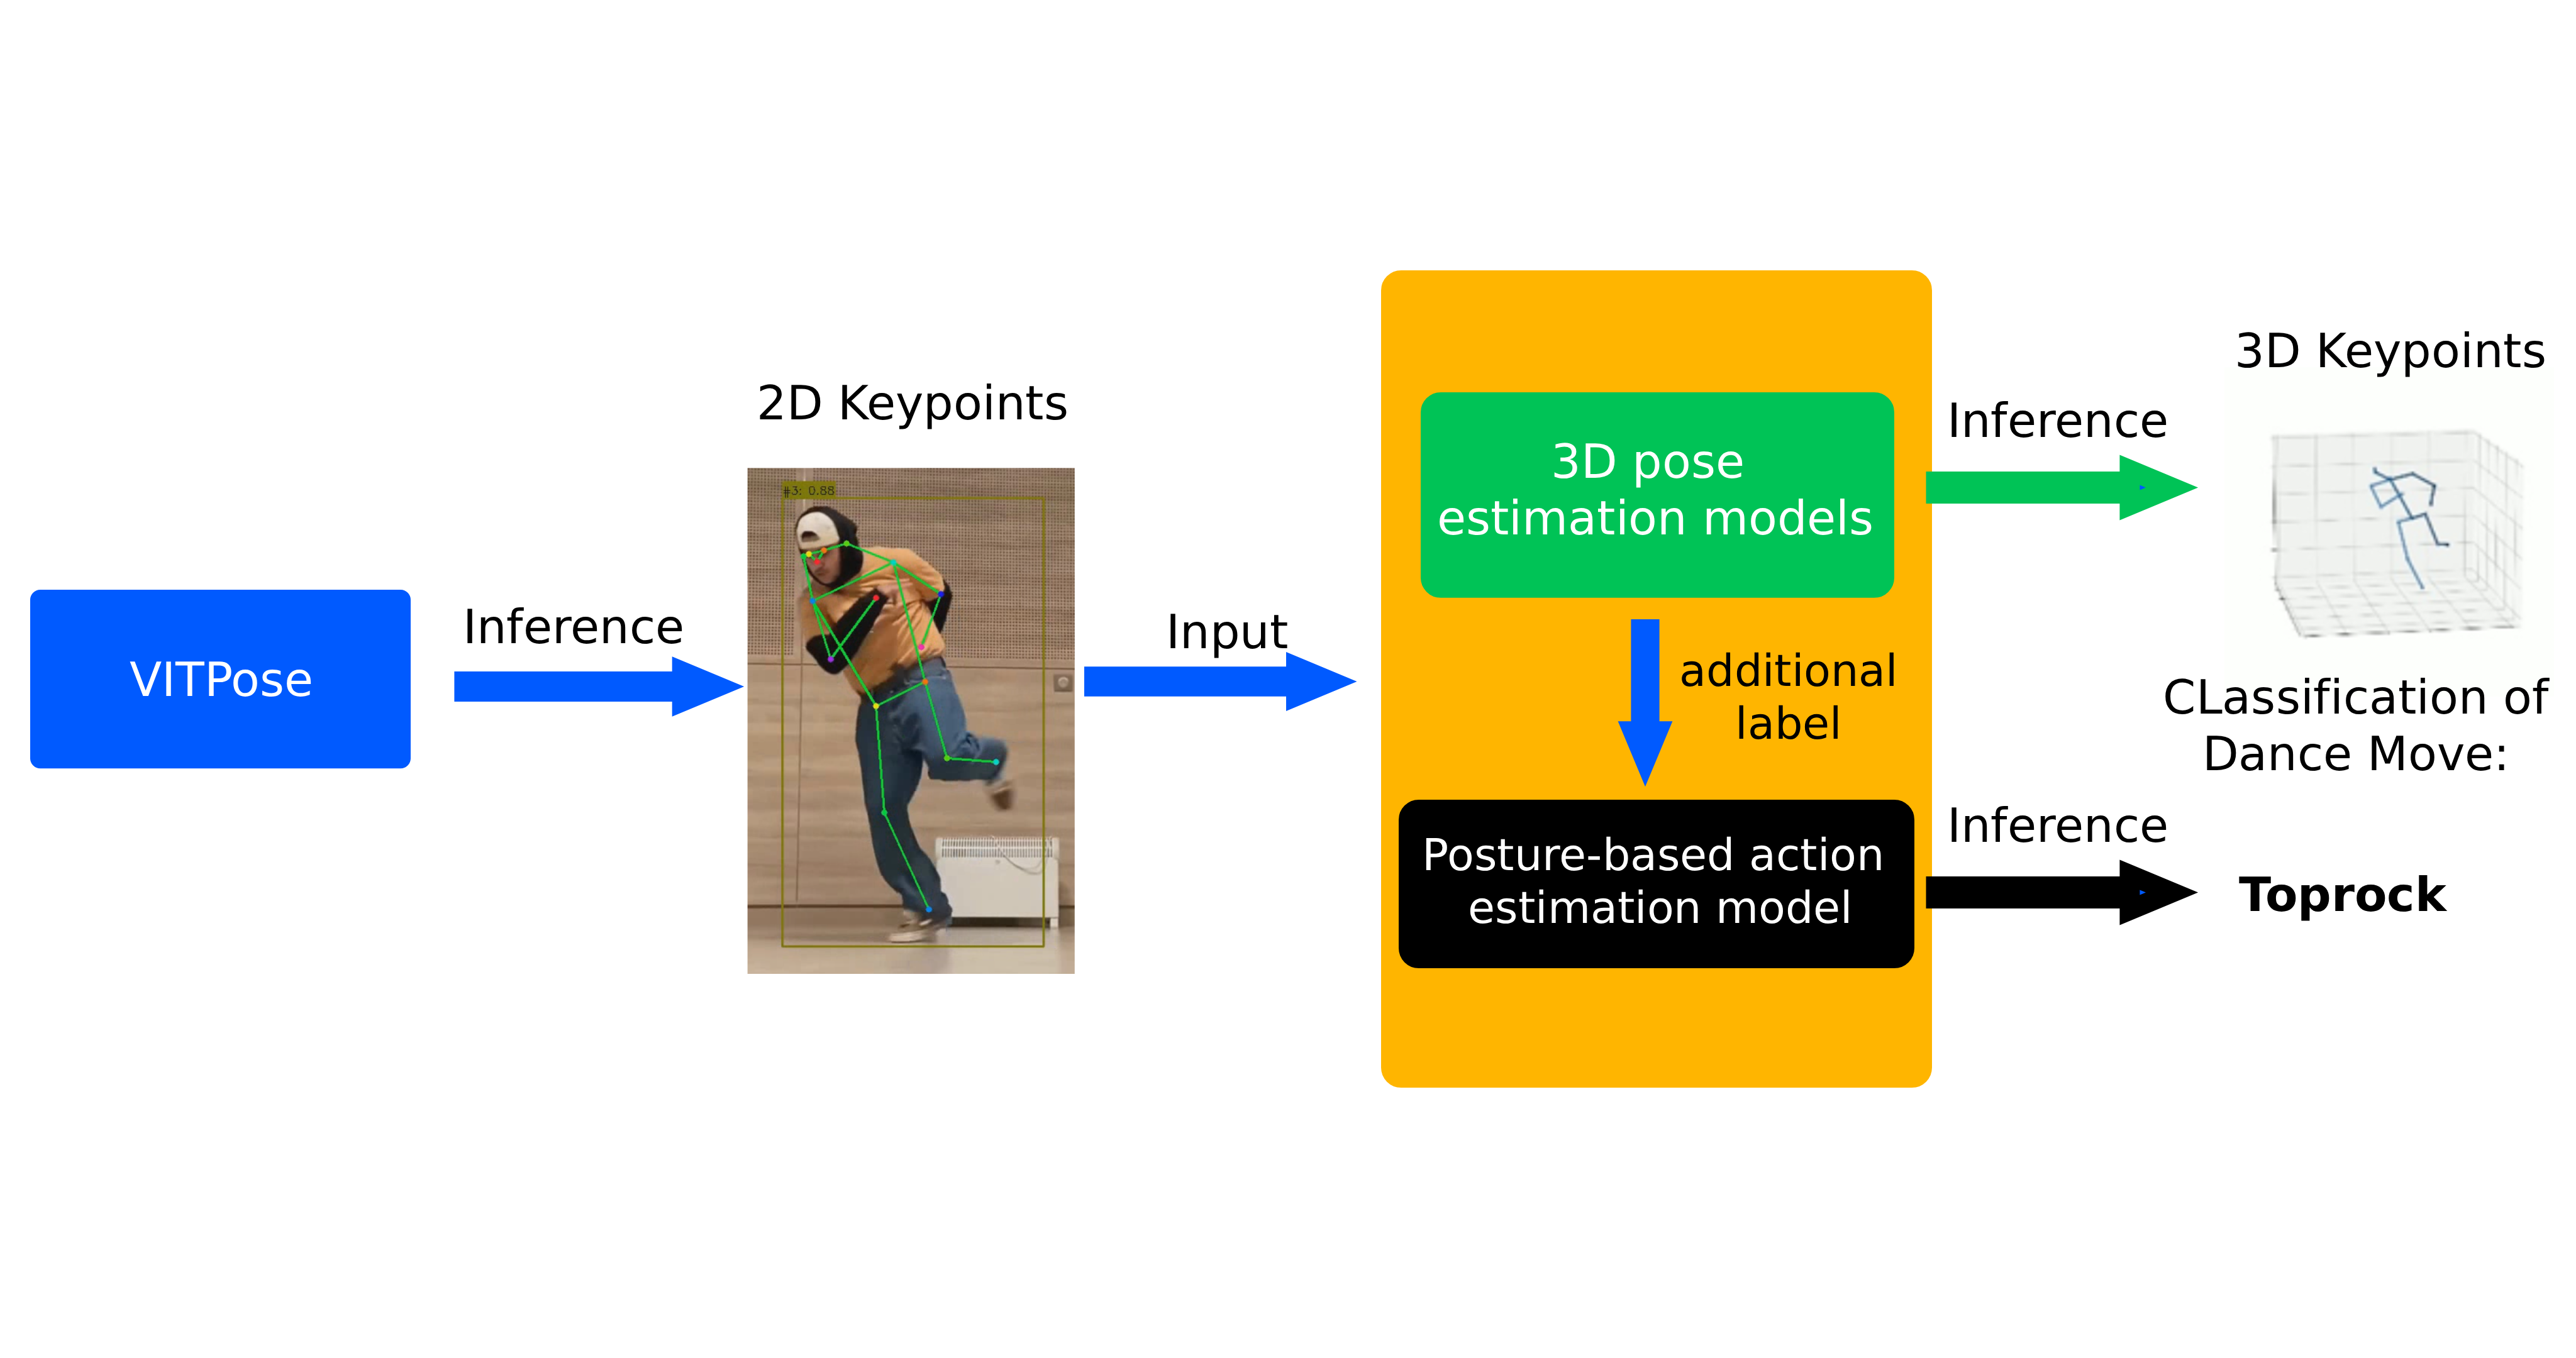 VITPose
Inference
2D Keypoints
#3: 0.88
Input
3D pose
estimation models
additional
label
Posture-based action
estimation model
Inference
3D Keypoints
CLassification of
Dance Move:
Inference
Toprock